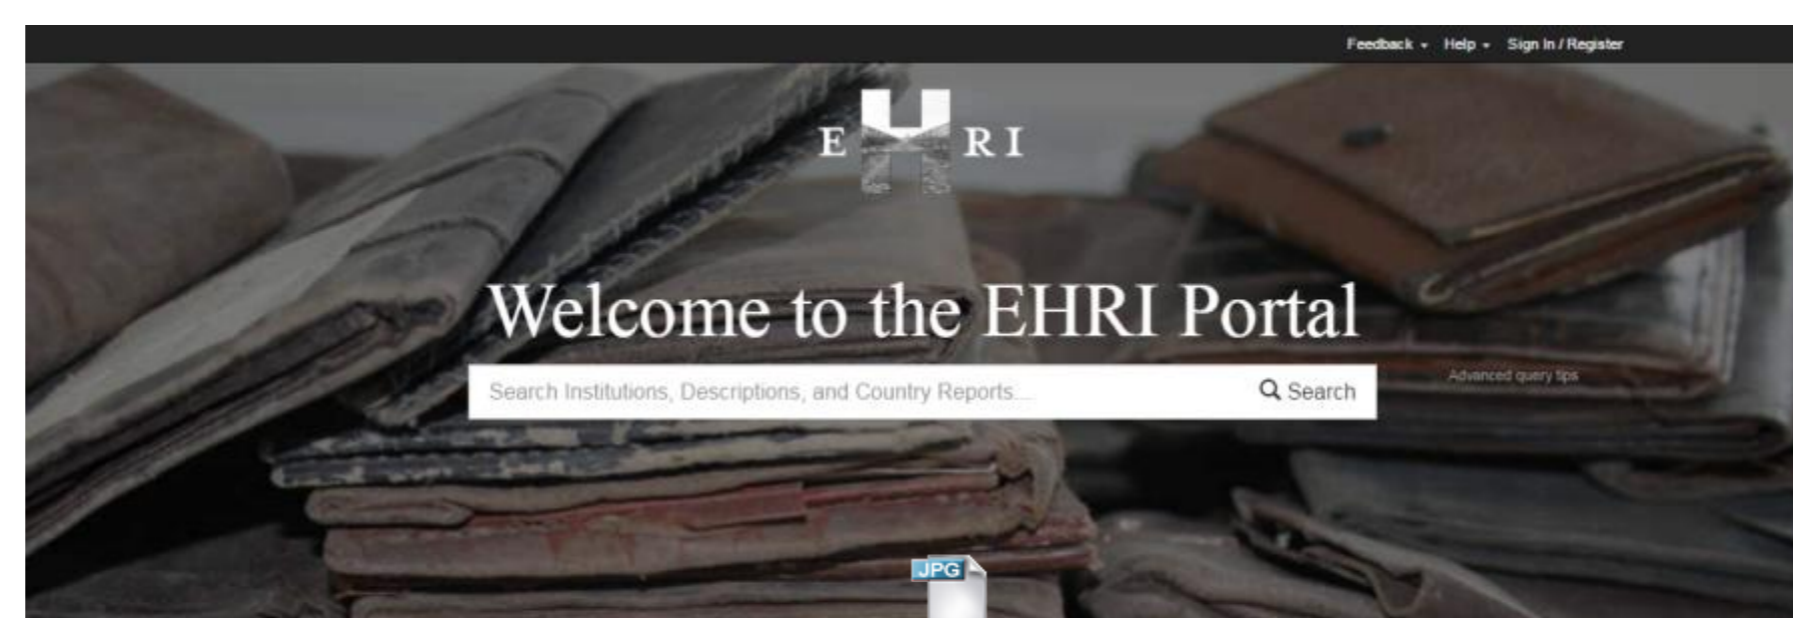 Feedback Help Sign In / Register
E H R I
Welcome to the EHRI Portal
Search Institutions, Descriptions, and Country Reports...
Search
Advanced query tips
JPG